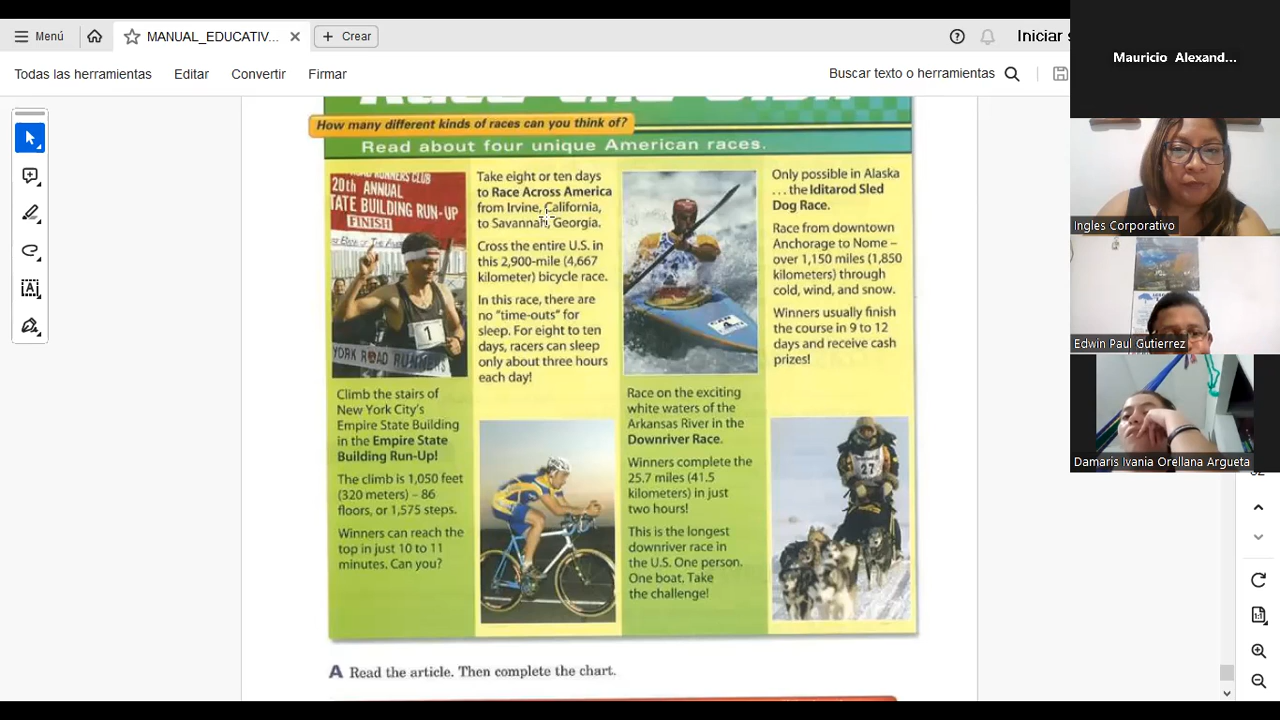 Menú
MANUAL_EDUCATIV...
Crear
Iniciar
Todas las herramientas
Editar
Convertir
Firmar
Buscar texto o herramientas
How many different kinds of races can you think of?
Read about four unique American races.
ROAD RUNNERS CLUB
20th ANNUAL
TATE BUILDING RUN-UP
FINISH
1
YORK ROAD RUNNERS
Climb the stairs of
New York City's
Empire State Building
in the Empire State
Building Run-Up!
The climb is 1,050 feet
(320 meters) – 86
floors, or 1,575 steps.
Winners can reach the
top in just 10 to 11
minutes. Can you?
Take eight or ten days
to Race Across America
from Irvine, California,
to Savannah, Georgia.
Cross the entire U.S. in
this 2,900-mile (4,667
kilometer) bicycle race.
In this race, there are
no "time-outs" for
sleep. For eight to ten
days, racers can sleep
only about three hours
each day!
Race on the exciting
white waters of the
Arkansas River in the
Downriver Race.
Winners complete the
25.7 miles (41.5
kilometers) in just
two hours!
This is the longest
downriver race in
the U.S. One person.
One boat. Take
the challenge!
Only possible in Alaska
. . . the Iditarod Sled
Dog Race.
Race from downtown
Anchorage to Nome –
over 1,150 miles (1,850
kilometers) through
cold, wind, and snow.
Winners usually finish
the course in 9 to 12
days and receive cash
prizes!
27
A Read the article. Then complete the chart.
Mauricio Alexand...
Ingles Corporativo
Edwin Paul Gutierrez
Damaris Ivania Orellana Argueta